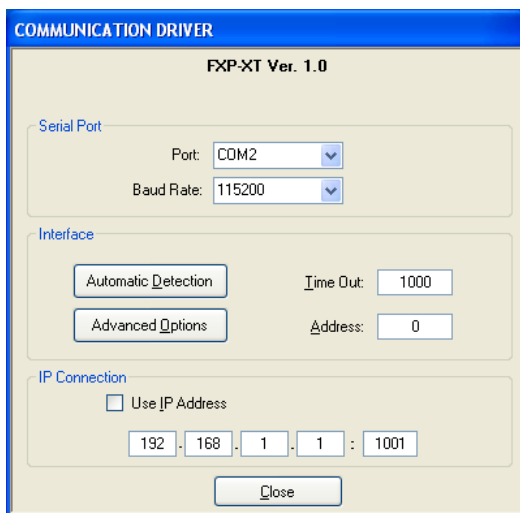 COMMUNICATION DRIVER
FXP-XT Ver. 1.0
Serial Port
Port: COM2
Baud Rate: 115200
Interface
Automatic Detection Time Out: 1000
Advanced Options Address: 0
IP Connection
Use IP Address
192 . 168 . 1 . 1 : 1001
Close